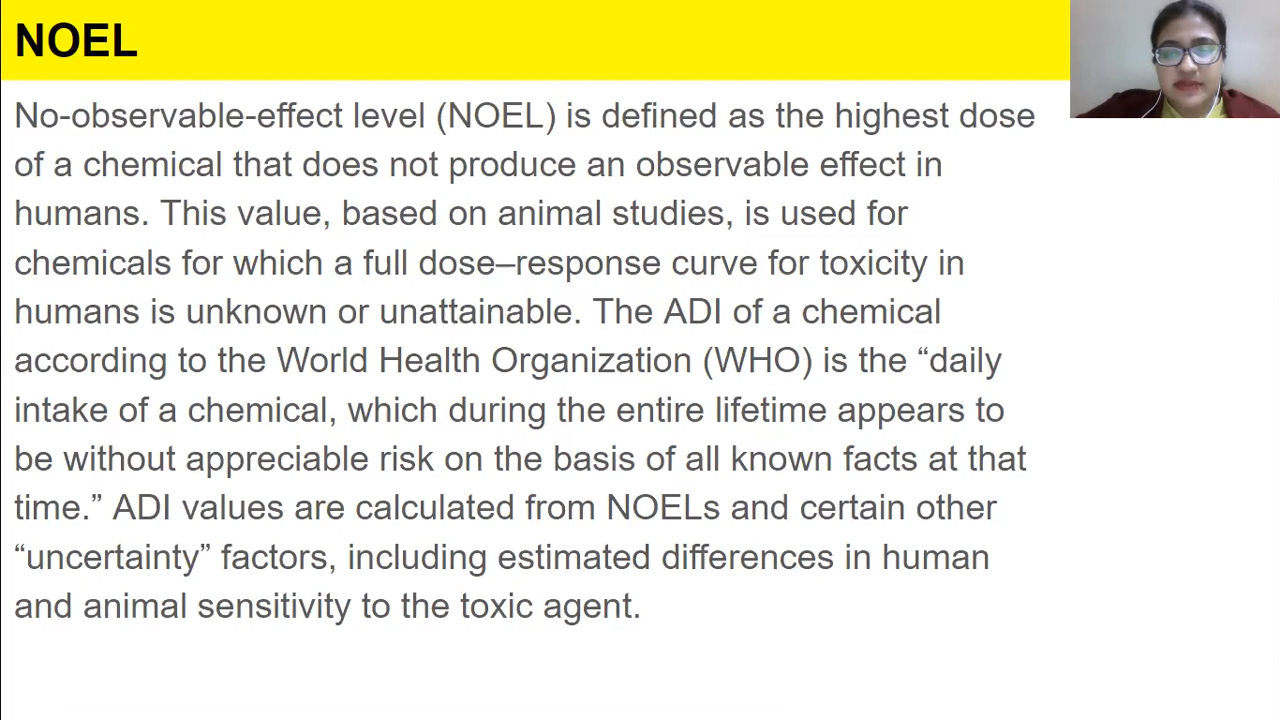 NOEL
No-observable-effect level (NOEL) is defined as the highest dose
of a chemical that does not produce an observable effect in
humans. This value, based on animal studies, is used for
chemicals for which a full dose–response curve for toxicity in
humans is unknown or unattainable. The ADI of a chemical
according to the World Health Organization (WHO) is the “daily
intake of a chemical, which during the entire lifetime appears to
be without appreciable risk on the basis of all known facts at that
time.” ADI values are calculated from NOELs and certain other
“uncertainty” factors, including estimated differences in human
and animal sensitivity to the toxic agent.